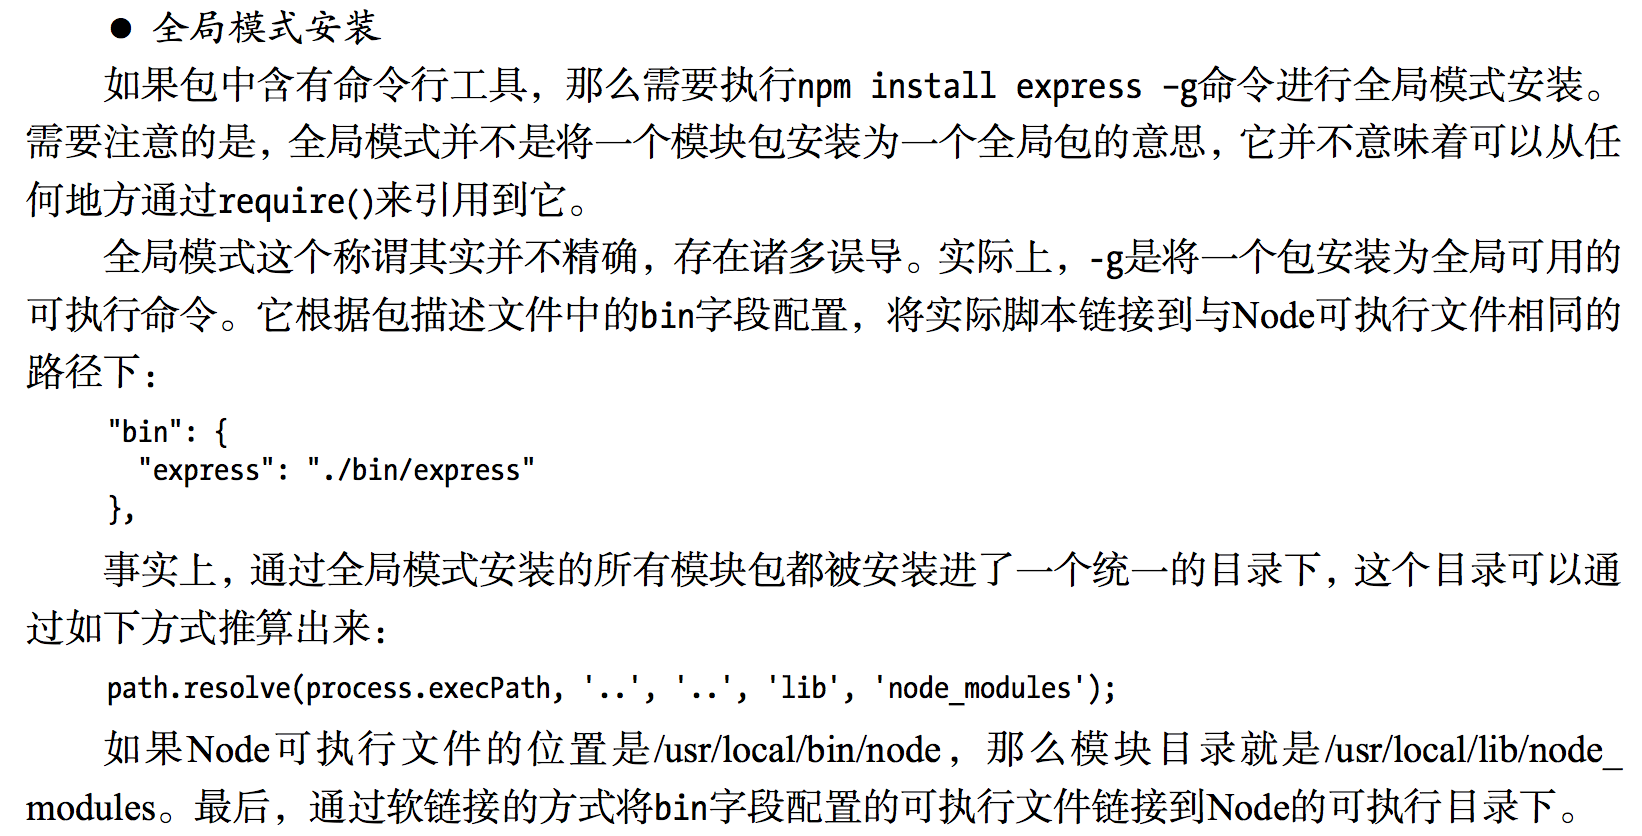 ● 全局模式安装
如果包中含有命令行工具，那么需要执行npm install express -g命令进行全局模式安装。
需要注意的是，全局模式并不是将一个模块包安装为一个全局包的意思，它并不意味着可以从任
何地方通过require()来引用到它。
全局模式这个称谓其实并不精确，存在诸多误导。实际上，-g是将一个包安装为全局可用的
可执行命令。它根据包描述文件中的bin字段配置，将实际脚本链接到与Node可执行文件相同的
路径下：
"bin": {
"express": "./bin/express"
},
事实上，通过全局模式安装的所有模块包都被安装进了一个统一的目录下，这个目录可以通
过如下方式推算出来：
path.resolve(process.execPath, '..', '..', 'lib', 'node_modules');
如果Node可执行文件的位置是/usr/local/bin/node，那么模块目录就是/usr/local/lib/node_
modules。最后，通过软链接的方式将bin字段配置的可执行文件链接到Node的可执行目录下。